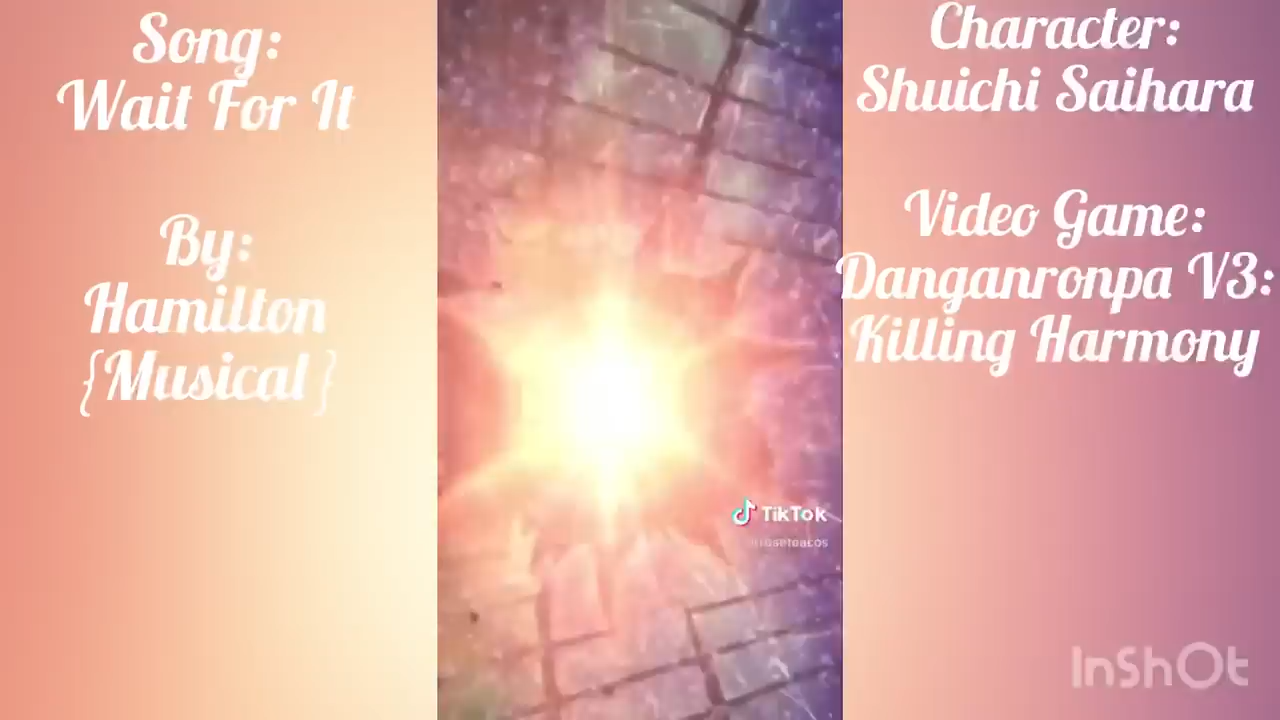 Song:
Wait For It
By:
Hamilton
{Musical}
Character:
Shuichi Saihara
Video Game:
Danganronpa V3:
Killing Harmony
TikTok
InShOt